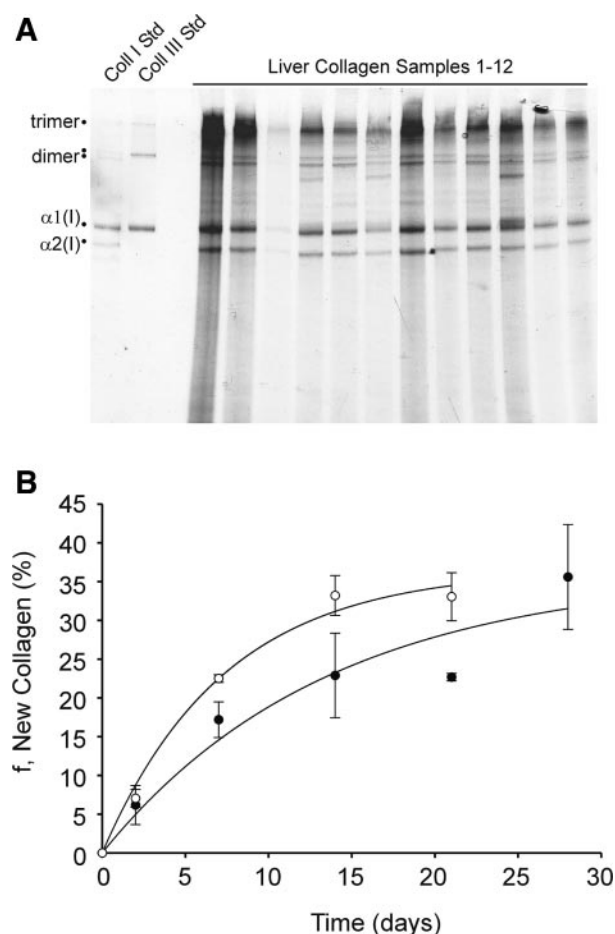 A
Coll I Std
Coll III Std
Liver Collagen Samples 1-12
trimer
dimer
α1(I)
α2(I)
B
f, New Collagen (%)
45
40
35
30
25
20
15
10
5
0
0
5
10
15
20
25
30
Time (days)